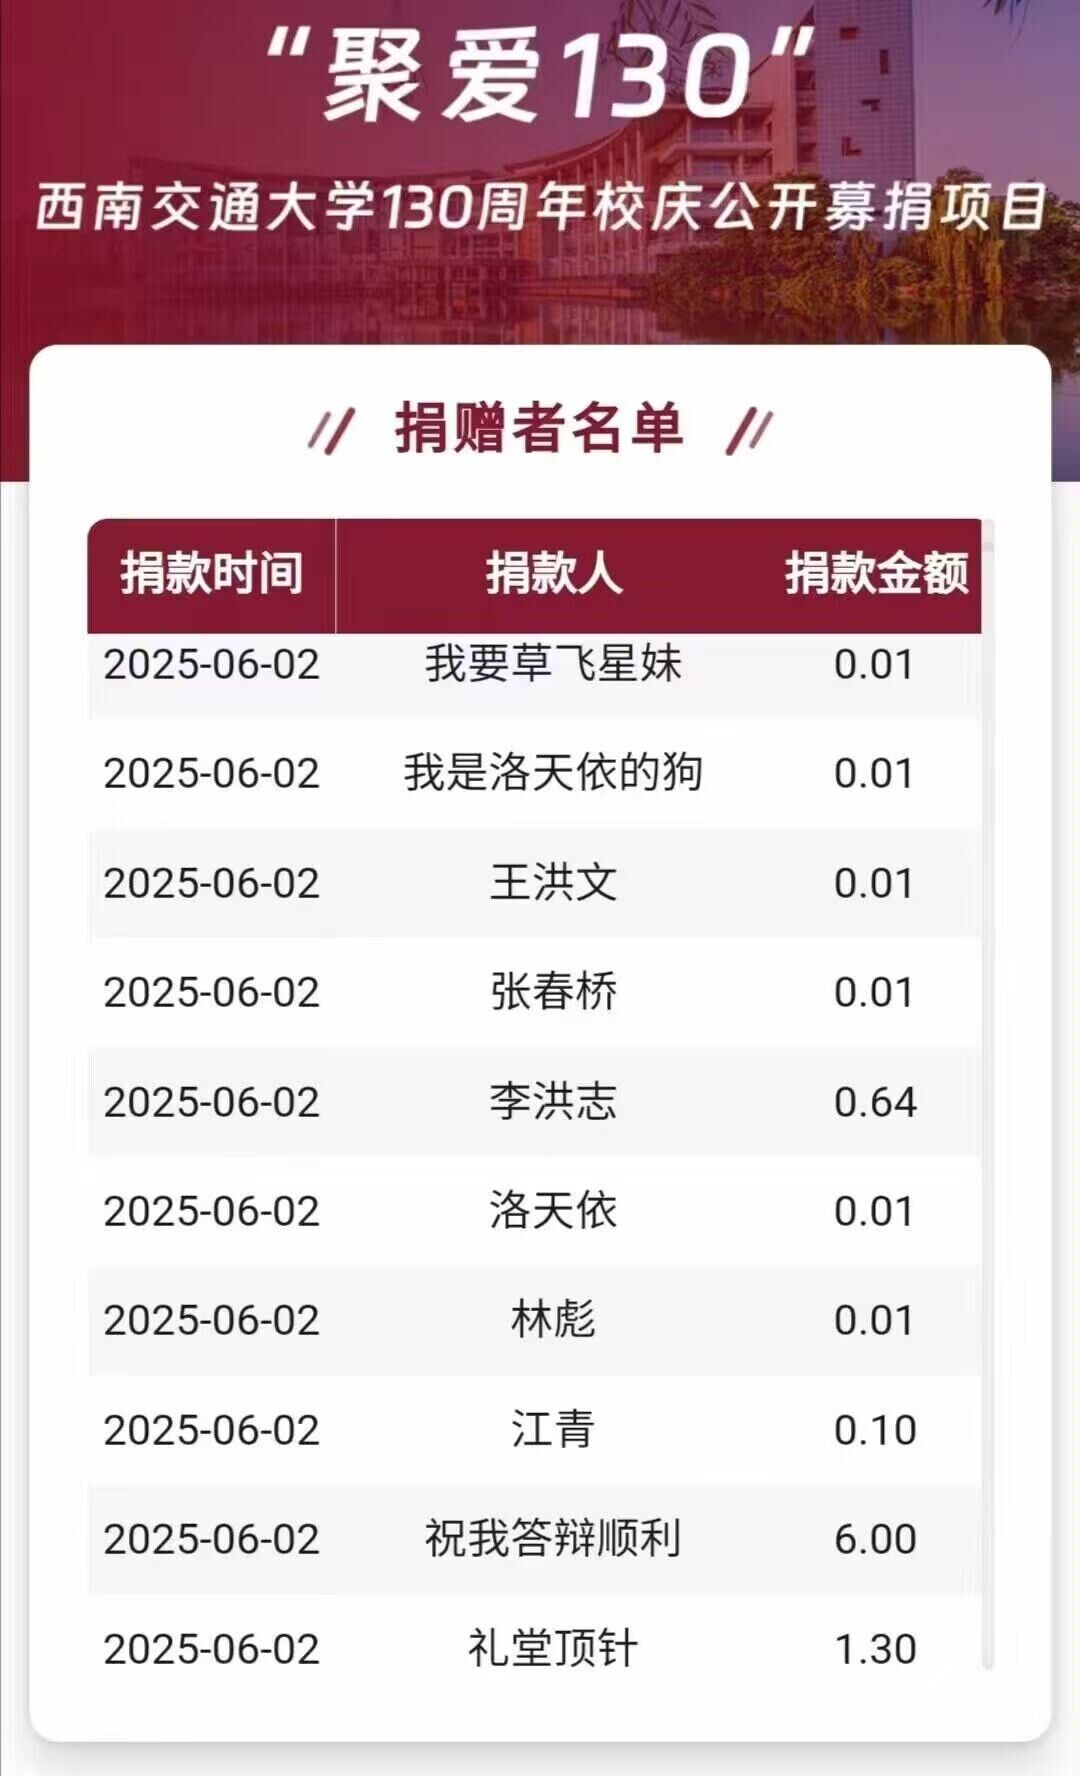 “聚爱130”
西南交通大学130周年校庆公开募捐项目
捐赠者名单
捐款时间 捐款人 捐款金额
2025-06-02 我要草飞星妹 0.01
2025-06-02 我是洛天依的狗 0.01
2025-06-02 王洪文 0.01
2025-06-02 张春桥 0.01
2025-06-02 李洪志 0.64
2025-06-02 洛天依 0.01
2025-06-02 林彪 0.01
2025-06-02 江青 0.10
2025-06-02 祝我答辩顺利 6.00
2025-06-02 礼堂顶针 1.30